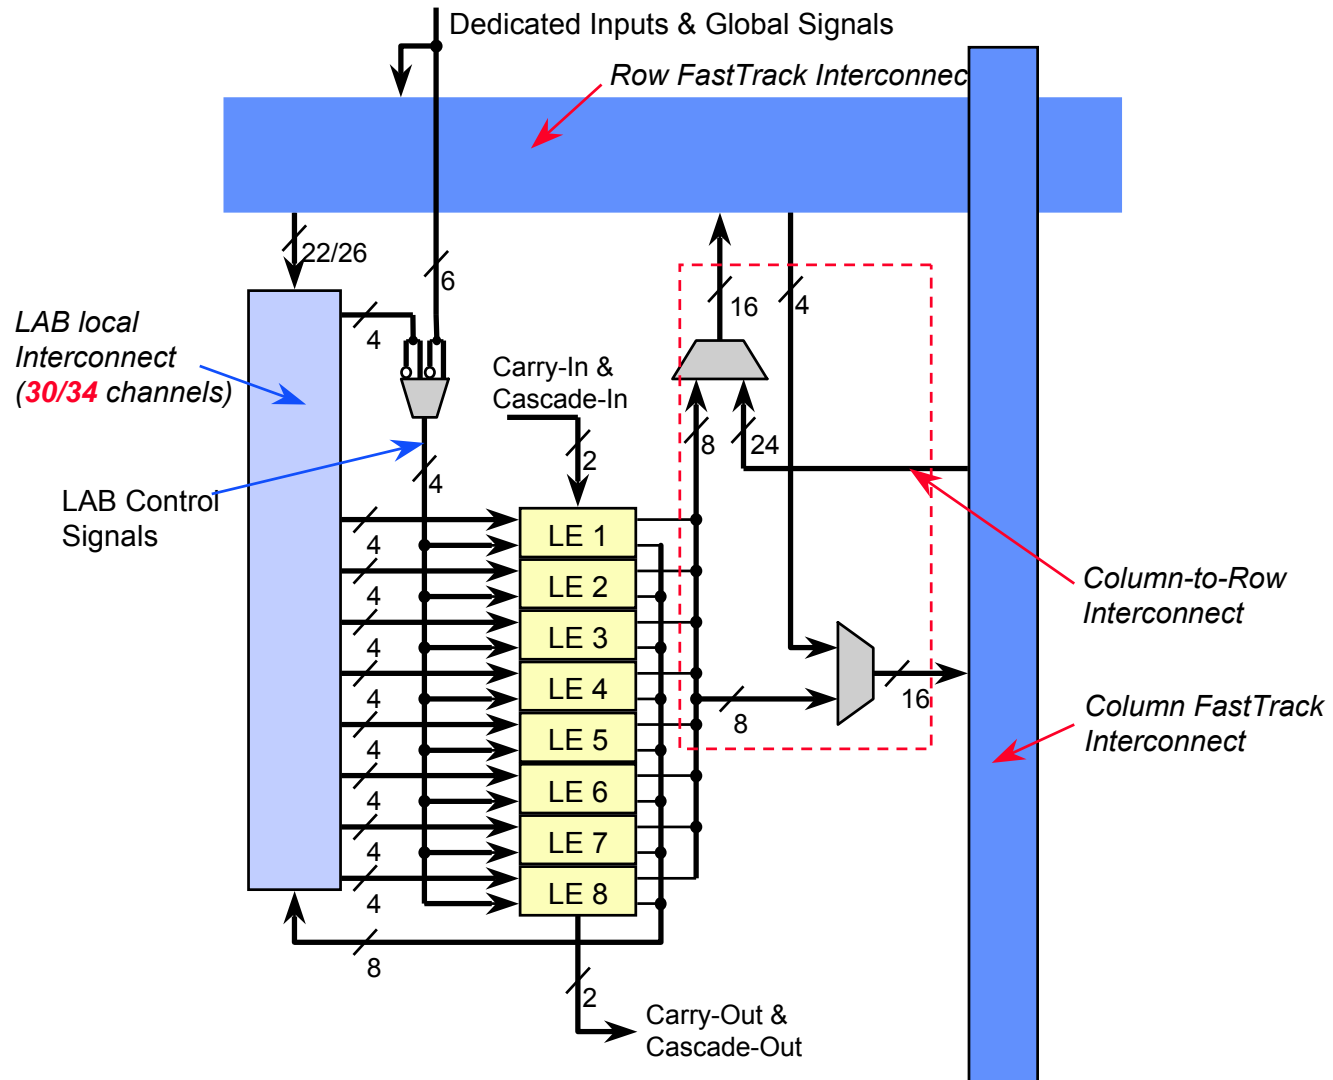 Dedicated Inputs & Global Signals
Row FastTrack Interconnec
22/26
6
16
4
LAB local
Interconnect
(30/34 channels)
4
Carry-In &
Cascade-In
8
24
2
4
LAB Control
Signals
4
LE 1
4
LE 2
4
LE 3
4
LE 4
4
LE 5
4
LE 6
4
LE 7
4
LE 8
Column-to-Row
Interconnect
16
8
Column FastTrack
Interconnect
8
2
Carry-Out &
Cascade-Out